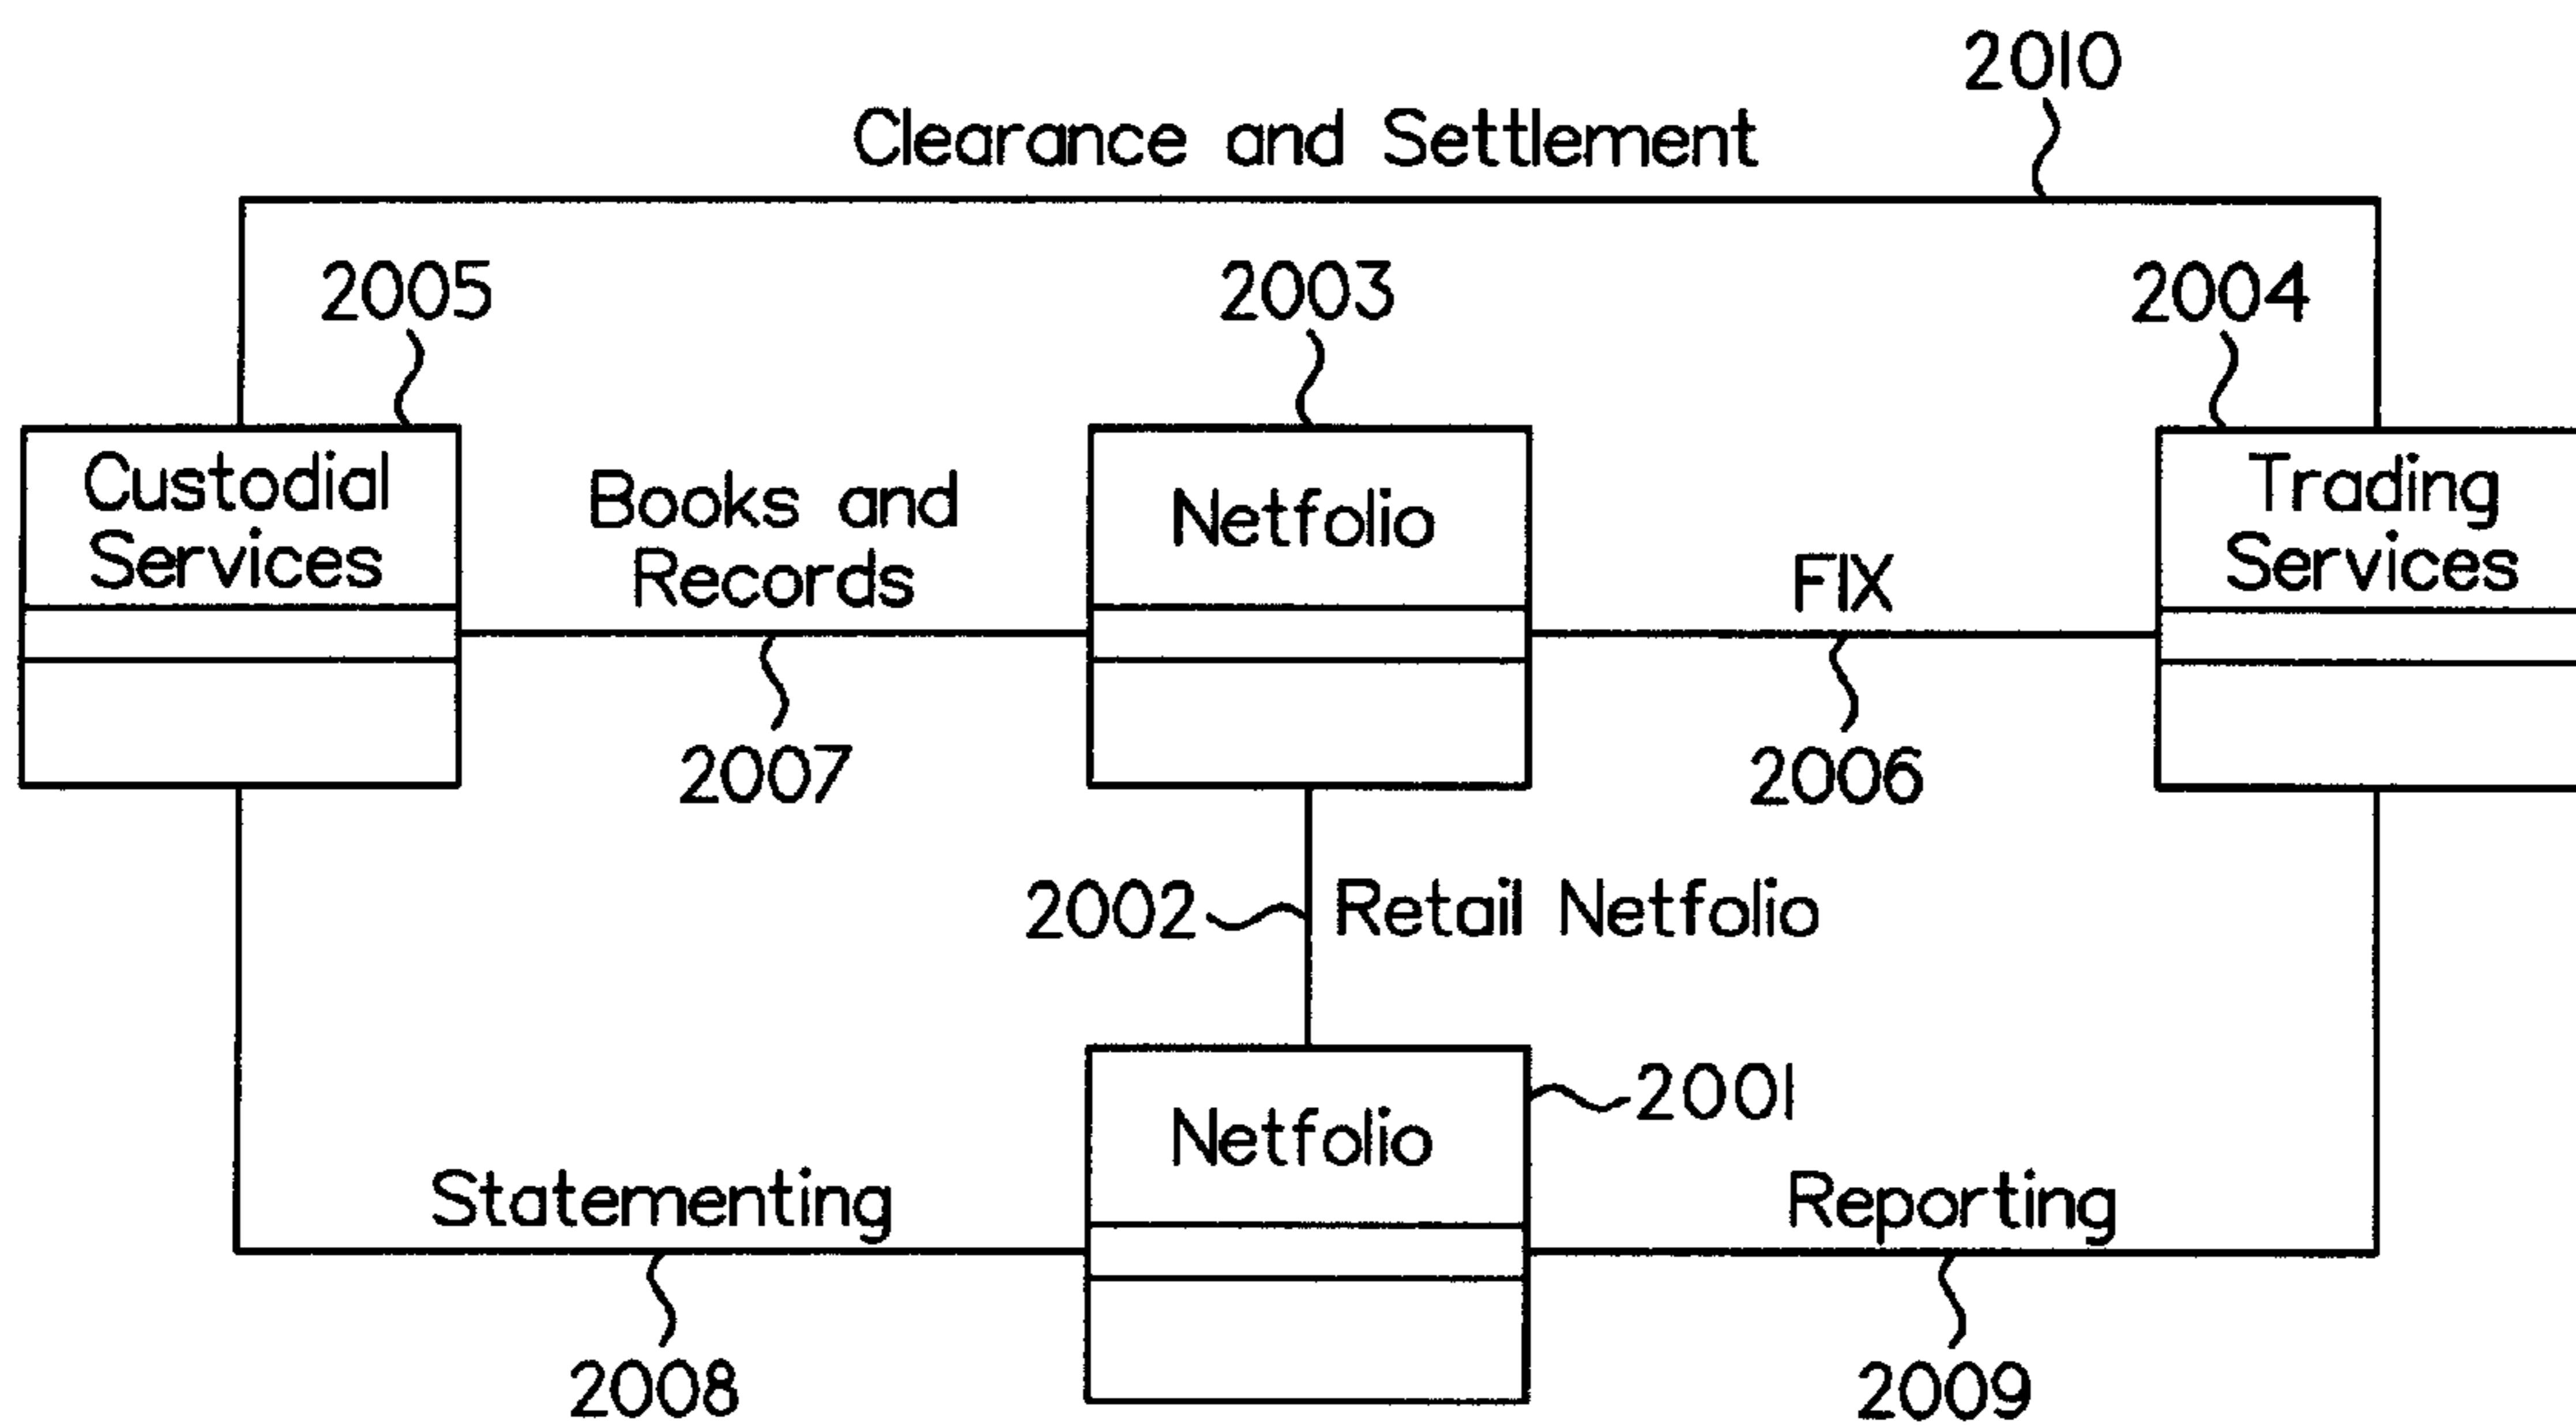 2010
Clearance and Settlement
2005
2003
2004
Custodial
Services
Books and
Records
Netfolio
FIX
Trading
Services
2007
2006
2002
Retail Netfolio
Netfolio
2001
Statementing
Reporting
2008
2009